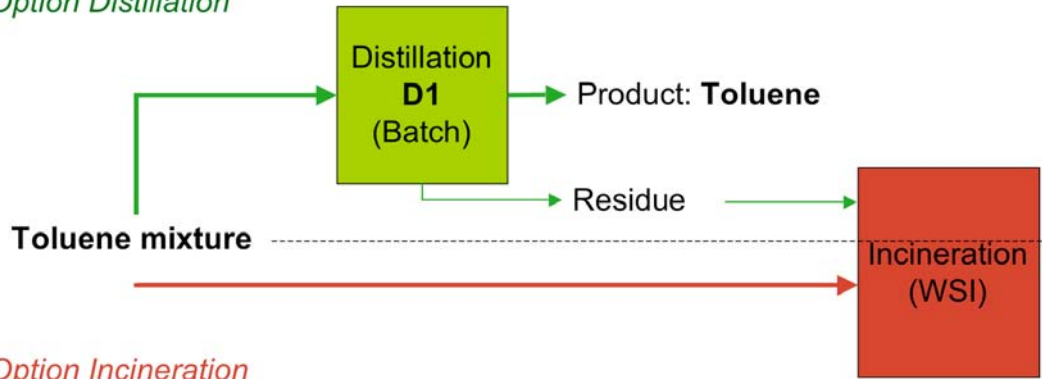 Option Distillation
Distillation
D1
(Batch)
Product: Toluene
Residue
Toluene mixture
Incineration
(WSI)
Option Incineration